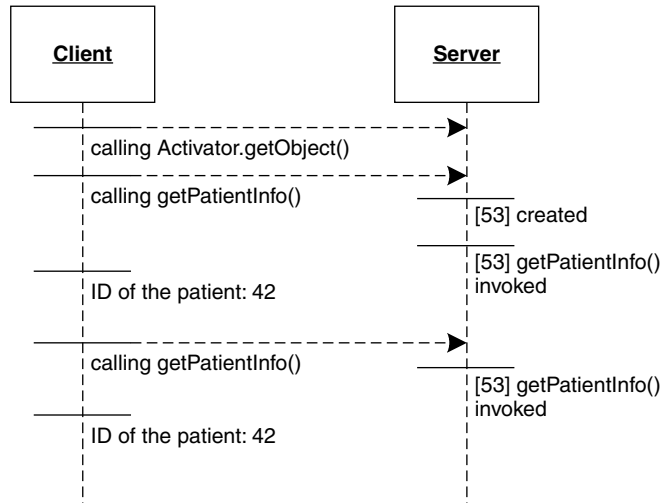 Client
Server
calling Activator.getObject()
calling getPatientInfo()
[53] created
[53] getPatientInfo()
invoked
ID of the patient: 42
calling getPatientInfo()
[53] getPatientInfo()
invoked
ID of the patient: 42